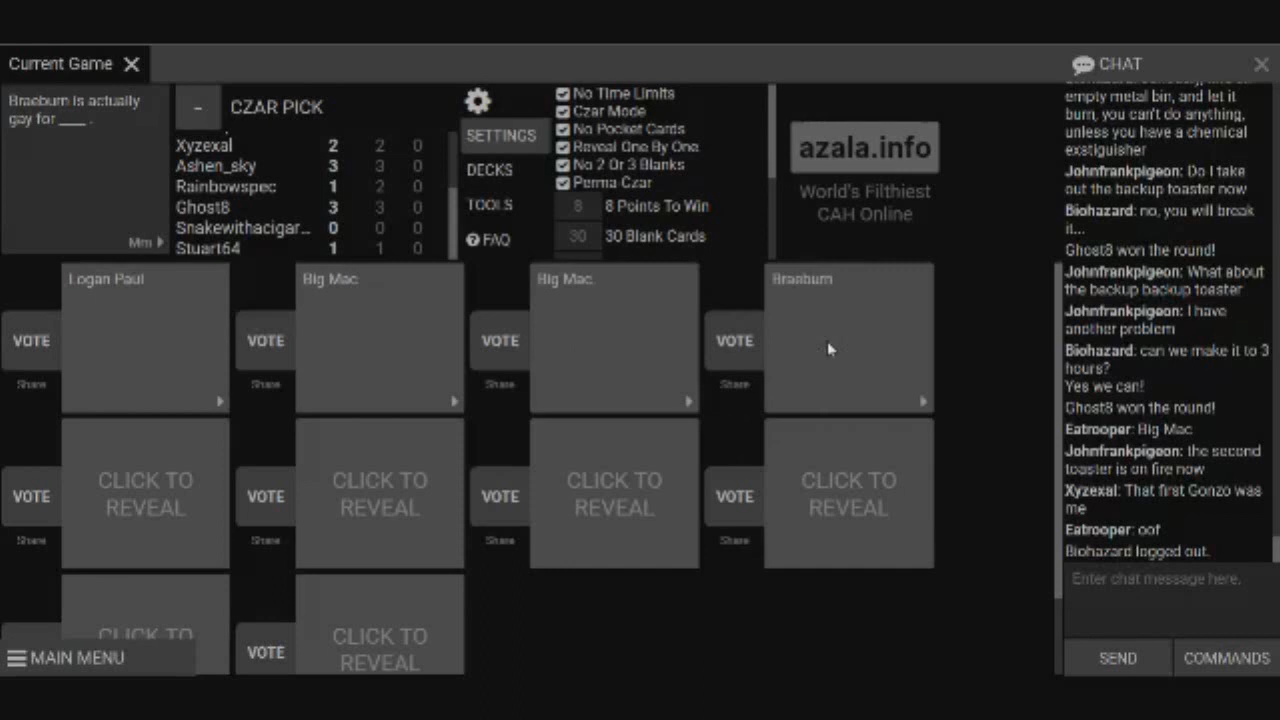 Current Game
CHAT
Braeburn is actually
gay for ____ .
Mm
-
CZAR PICK
Xyzexal 2 2 0
Ashen_sky 3 3 0
Rainbowspec 1 2 0
Ghost8 3 3 0
Snakewithacigar... 0 0 0
Stuart64 1 1 0
SETTINGS
DECKS
TOOLS
FAQ
No Time Limits
Czar Mode
No Pocket Cards
Reveal One By One
No 2 Or 3 Blanks
Perma Czar
8 8 Points To Win
30 30 Blank Cards
azala.info
World's Filthiest
CAH Online
Logan Paul
Big Mac.
Big Mac.
Braeburn
VOTE VOTE VOTE VOTE
Share Share Share Share
CLICK TO
REVEAL
CLICK TO
REVEAL
CLICK TO
REVEAL
CLICK TO
REVEAL
VOTE VOTE VOTE VOTE
Share Share Share Share
CLICK TO
CLICK TO
REVEAL
VOTE
MAIN MENU
empty metal bin, and let it
burn, you can't do anything,
unless you have a chemical
exstiguisher
Johnfrankpigeon: Do I take
out the backup toaster now
Biohazard: no, you will break
it...
Ghost8 won the round!
Johnfrankpigeon: What about
the backup backup toaster
Johnfrankpigeon: I have
another problem
Biohazard: can we make it to 3
hours?
Yes we can!
Ghost8 won the round!
Eatrooper: Big Mac
Johnfrankpigeon: the second
toaster is on fire now
Xyzexal: That first Gonzo was
me
Eatrooper: oof
Biohazard logged out.
Enter chat message here.
SEND
COMMANDS